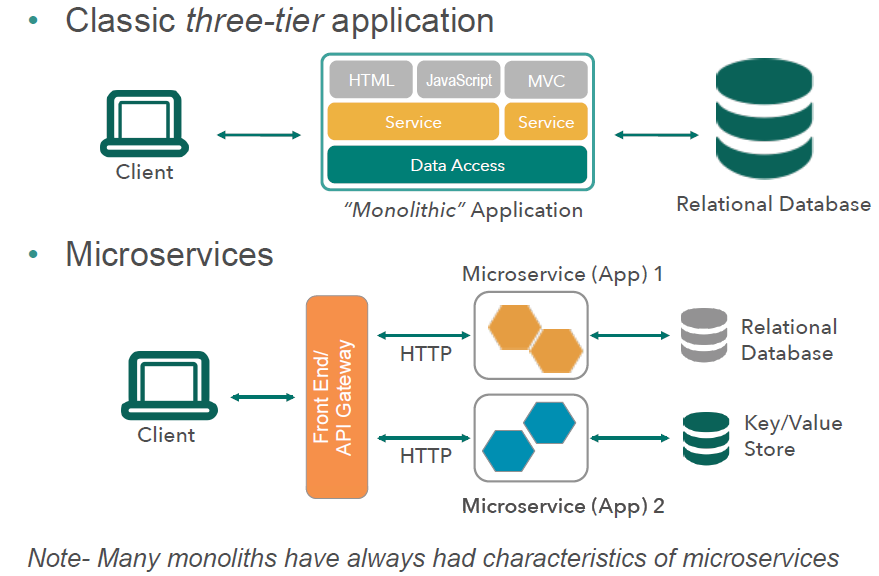 • Classic three-tier application
HTML
JavaScript
MVC
Service
Service
Data Access
Client
"Monolithic" Application
Relational Database
• Microservices
Microservice (App) 1
Front End/
API Gateway
HTTP
Relational
Database
Client
HTTP
Key/Value
Store
Microservice (App) 2
Note- Many monoliths have always had characteristics of microservices